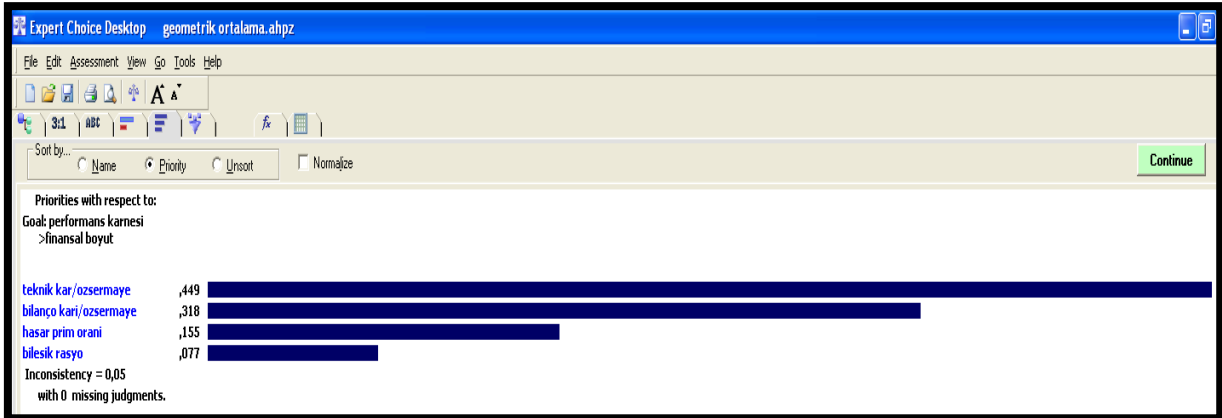 Expert Choice Desktop geometrik ortalama.ahpz
File Edit Assessment View Go Tools Help
A A
3:1 ABC fx
Sort by... Name Priority Unsort Normalize Continue
Priorities with respect to:
Goal: performans karnesi
>finansal boyut
teknik kar/ozsermaye ,449
bilanço kari/ozsermaye ,318
hasar prim orani ,155
bilesik rasyo ,077
Inconsistency = 0,05
with 0 missing judgments.